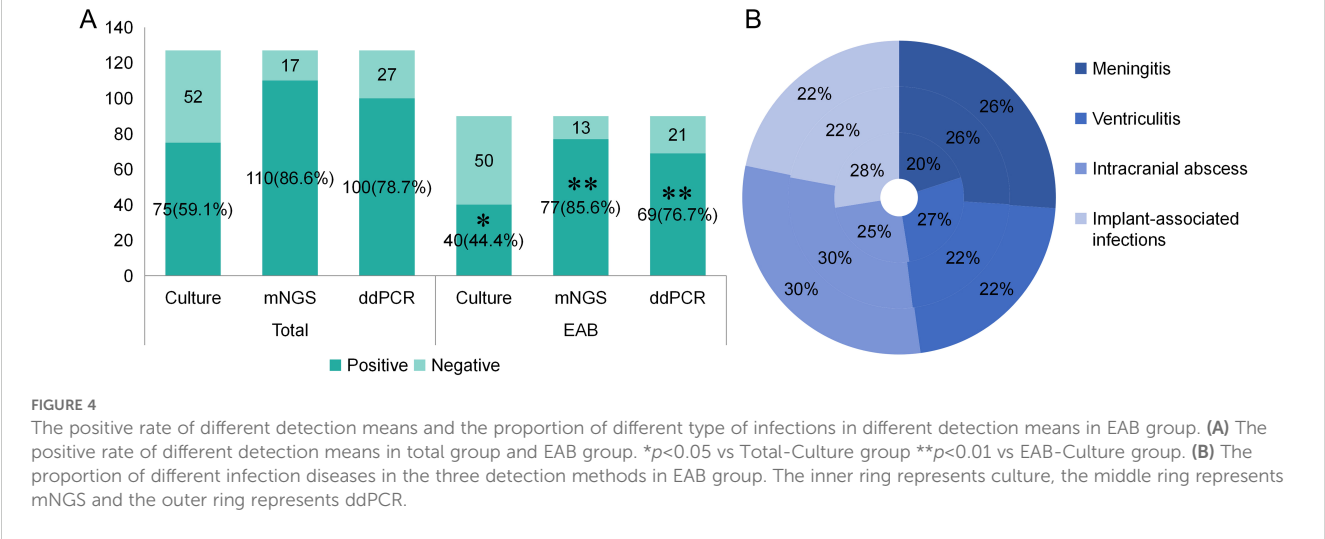 A
140
120
100
80
60
40
20
0
52
17
27
75(59.1%)
110(86.6%)
100(78.7%)
50
13
21
*
40(44.4%)
**
77(85.6%)
**
69(76.7%)
Culture mNGS ddPCR Culture mNGS ddPCR
Total EAB
Positive Negative
B
22%
26%
22%
26%
28%
20%
25%
27%
30%
22%
30%
22%
Meningitis
Ventriculitis
Intracranial abscess
Implant-associated
infections
FIGURE 4
The positive rate of different detection means and the proportion of different type of infections in different detection means in EAB group. (A) The
positive rate of different detection means in total group and EAB group. *p<0.05 vs Total-Culture group **p<0.01 vs EAB-Culture group. (B) The
proportion of different infection diseases in the three detection methods in EAB group. The inner ring represents culture, the middle ring represents
mNGS and the outer ring represents ddPCR.